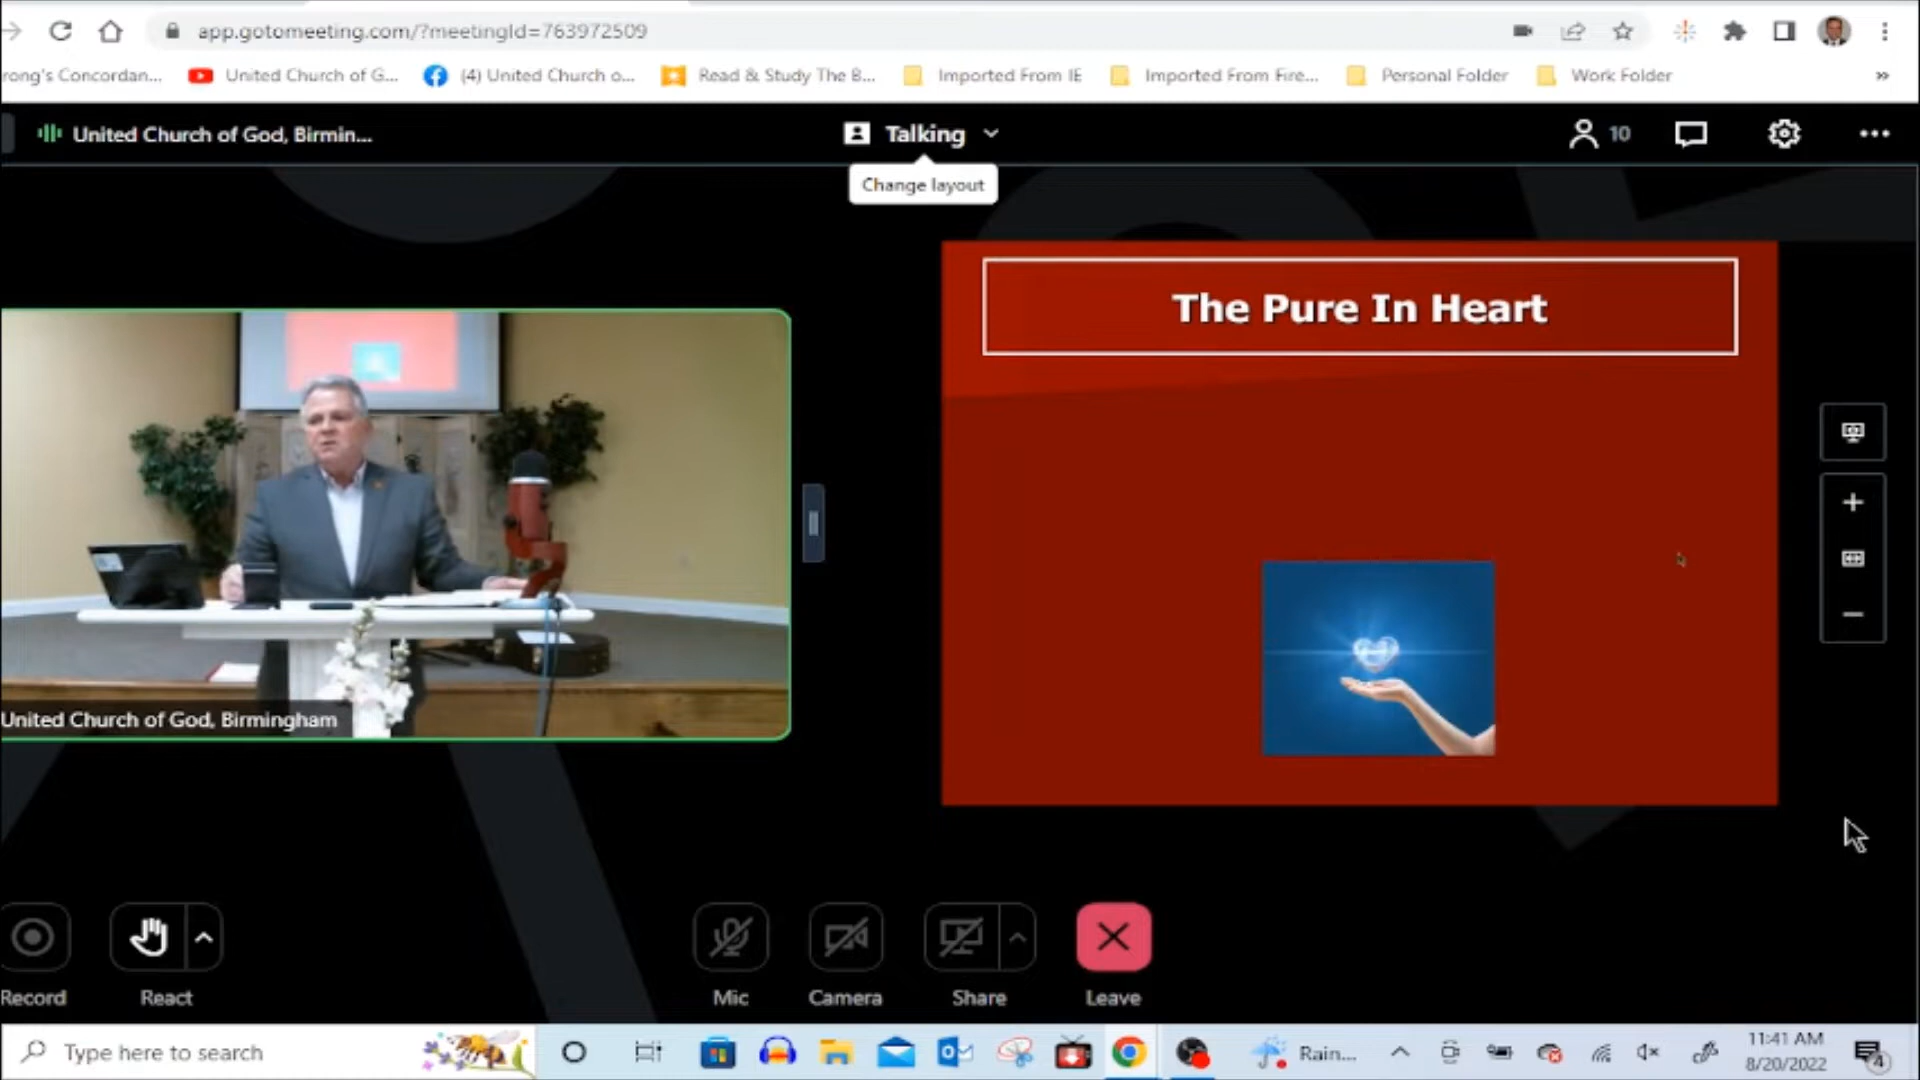 app.gotomeeting.com/?meetingId=763972509
rong's Concordan... United Church of G... (4) United Church o... Read & Study The B... Imported From IE Imported From Fire... Personal Folder Work Folder »
United Church of God, Birmin... Talking 10
Change layout
The Pure In Heart
United Church of God, Birmingham
Record React Mic Camera Share Leave
Type here to search Rain... 11:41 AM
8/20/2022 4